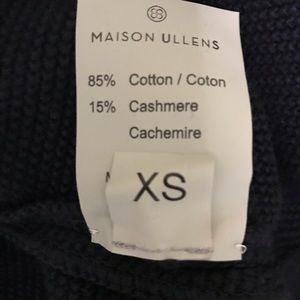 MAISON ULLENS
85% Cotton / Coton
15% Cashmere
Cachemire
XS